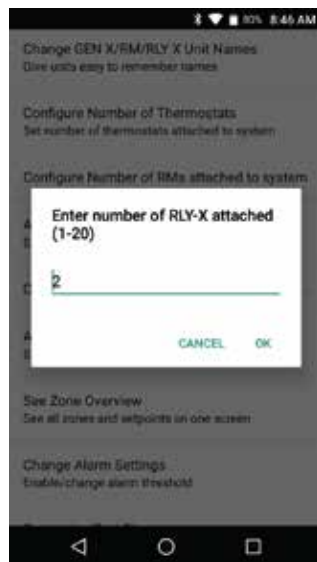 80% 8:46 AM
Change GEN X/RM/RLY X Unit Names
Give units easy to remember names
Configure Number of Thermostats
Set number of thermostats attached to system
Configure Number of RMs attached to system
Enter number of RLY-X attached
(1-20)
2
CANCEL OK
See Zone Overview
See all zones and setpoints on one screen
Change Alarm Settings
Enable/change alarm threshold